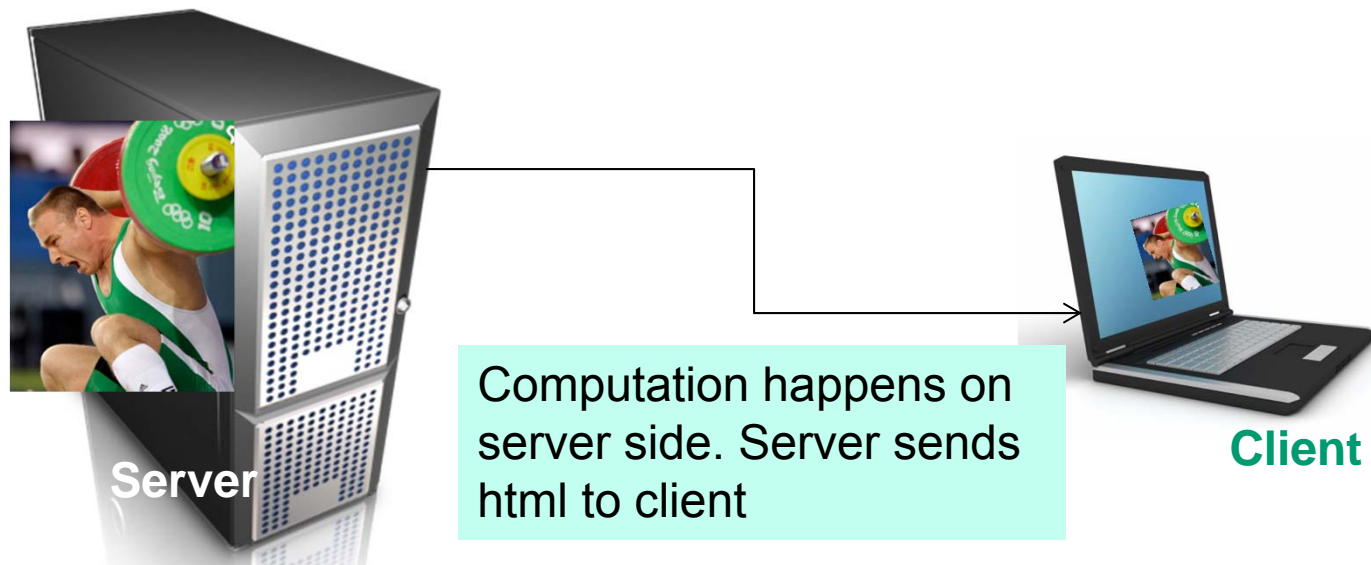 Computation happens on
server side. Server sends
html to client
Server
Client